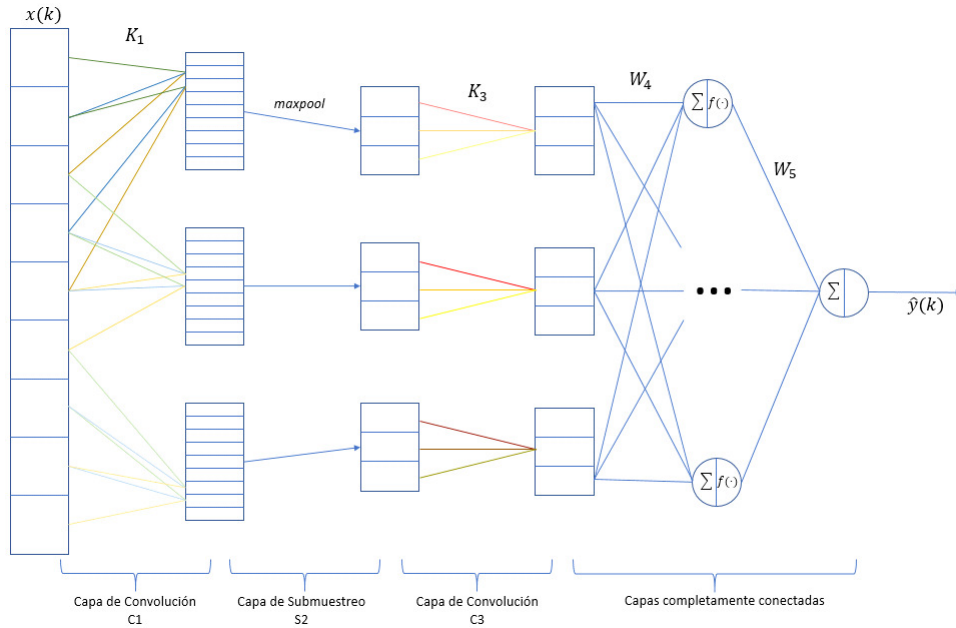 x(k)
K₁
maxpool
K₃
W₄
∑ f(·)
W₅
•••
∑
ŷ(k)
∑ f(·)
Capa de Convolución
C1
Capa de Submuestreo
S2
Capa de Convolución
C3
Capas completamente conectadas